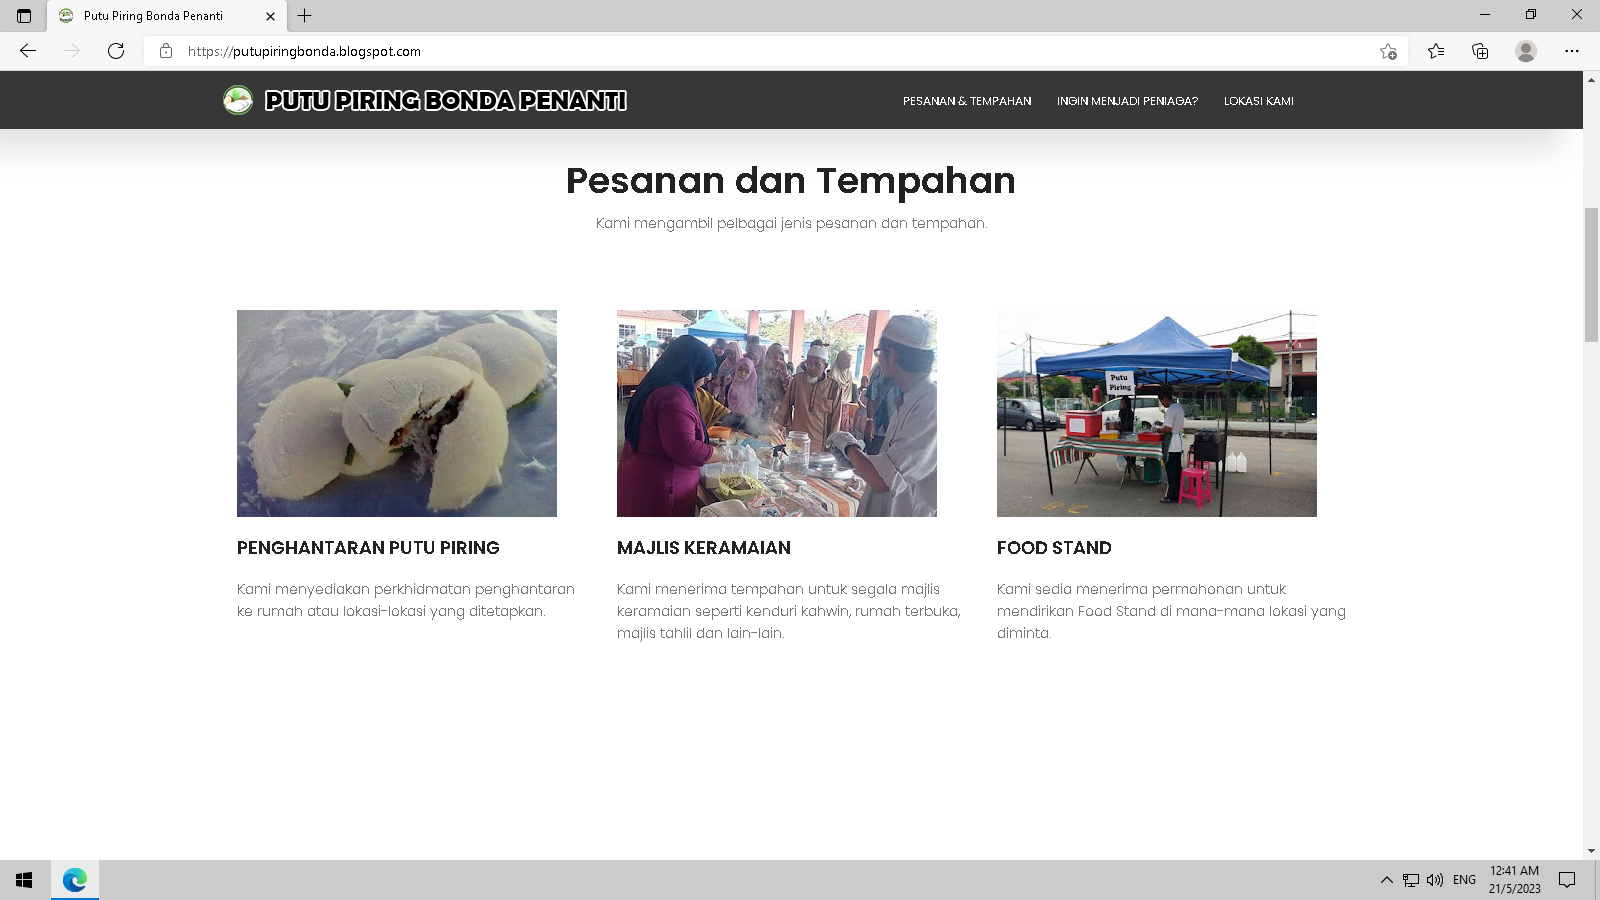 Putu Piring Bonda Penanti
https://putupiringbonda.blogspot.com
PUTU PIRING BONDA PENANTI
PESANAN & TEMPAHAN
INGIN MENJADI PENIAGA?
LOKASI KAMI
Pesanan dan Tempahan
Kami mengambil pelbagai jenis pesanan dan tempahan.
Putu
Piring
PENGHANTARAN PUTU PIRING
Kami menyediakan perkhidmatan penghantaran
ke rumah atau lokasi-lokasi yang ditetapkan.
MAJLIS KERAMAIAN
Kami menerima tempahan untuk segala majlis
keramaian seperti kenduri kahwin, rumah terbuka,
majlis tahlil dan lain-lain.
FOOD STAND
Kami sedia menerima permohonan untuk
mendirikan Food Stand di mana-mana lokasi yang
diminta.
ENG
12:41 AM
21/5/2023